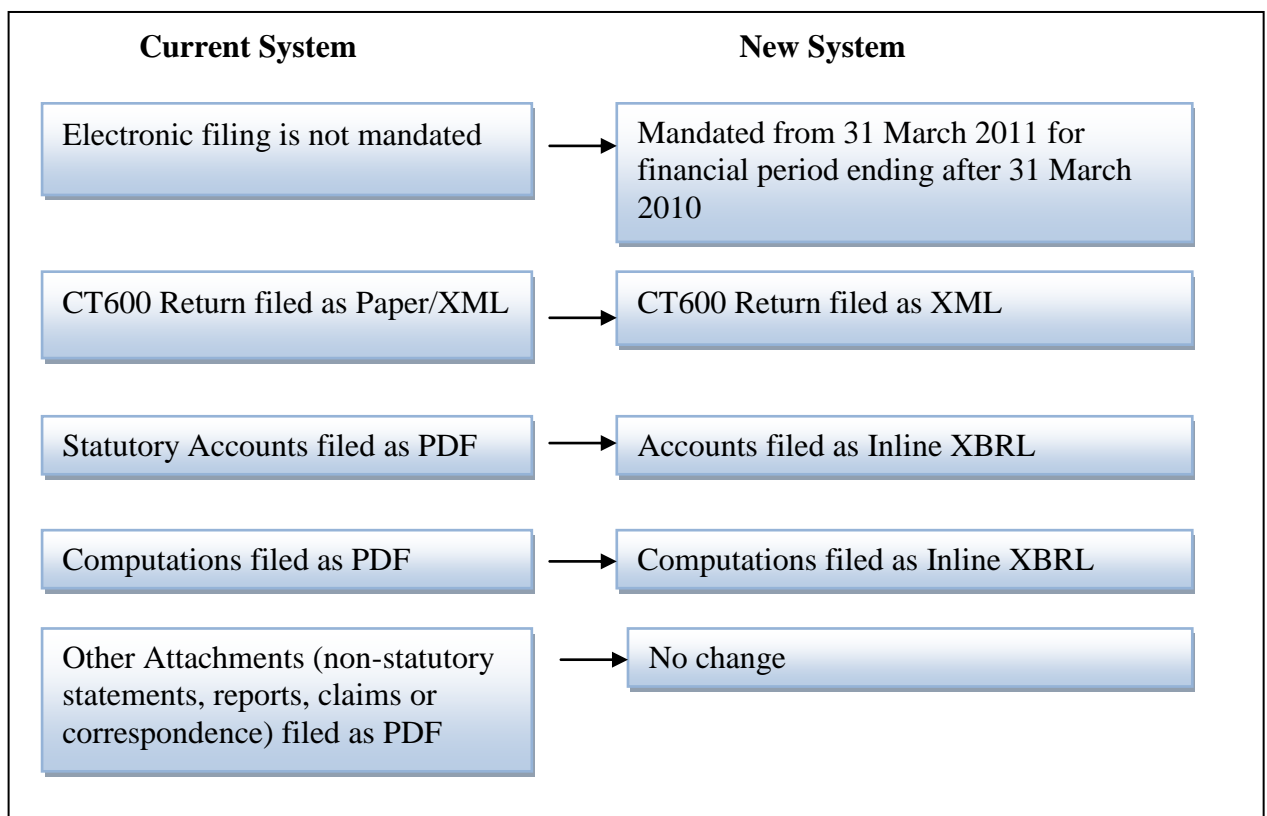 Current System
New System
Electronic filing is not mandated
Mandated from 31 March 2011 for
financial period ending after 31 March
2010
CT600 Return filed as Paper/XML
CT600 Return filed as XML
Statutory Accounts filed as PDF
Accounts filed as Inline XBRL
Computations filed as PDF
Computations filed as Inline XBRL
Other Attachments (non-statutory
statements, reports, claims or
correspondence) filed as PDF
No change